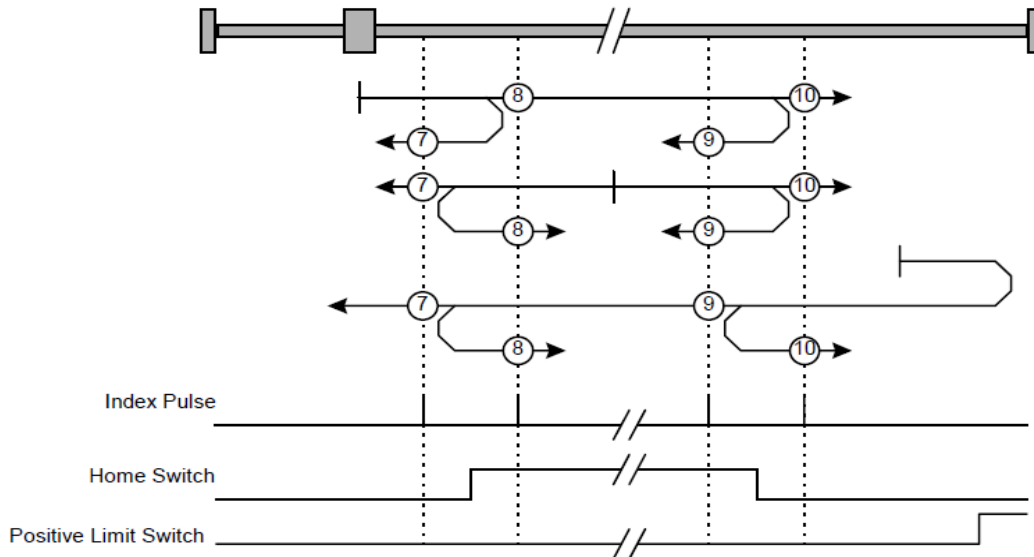 8 10
7 9
7 10
8 9
7 9
8 10
Index Pulse
Home Switch
Positive Limit Switch